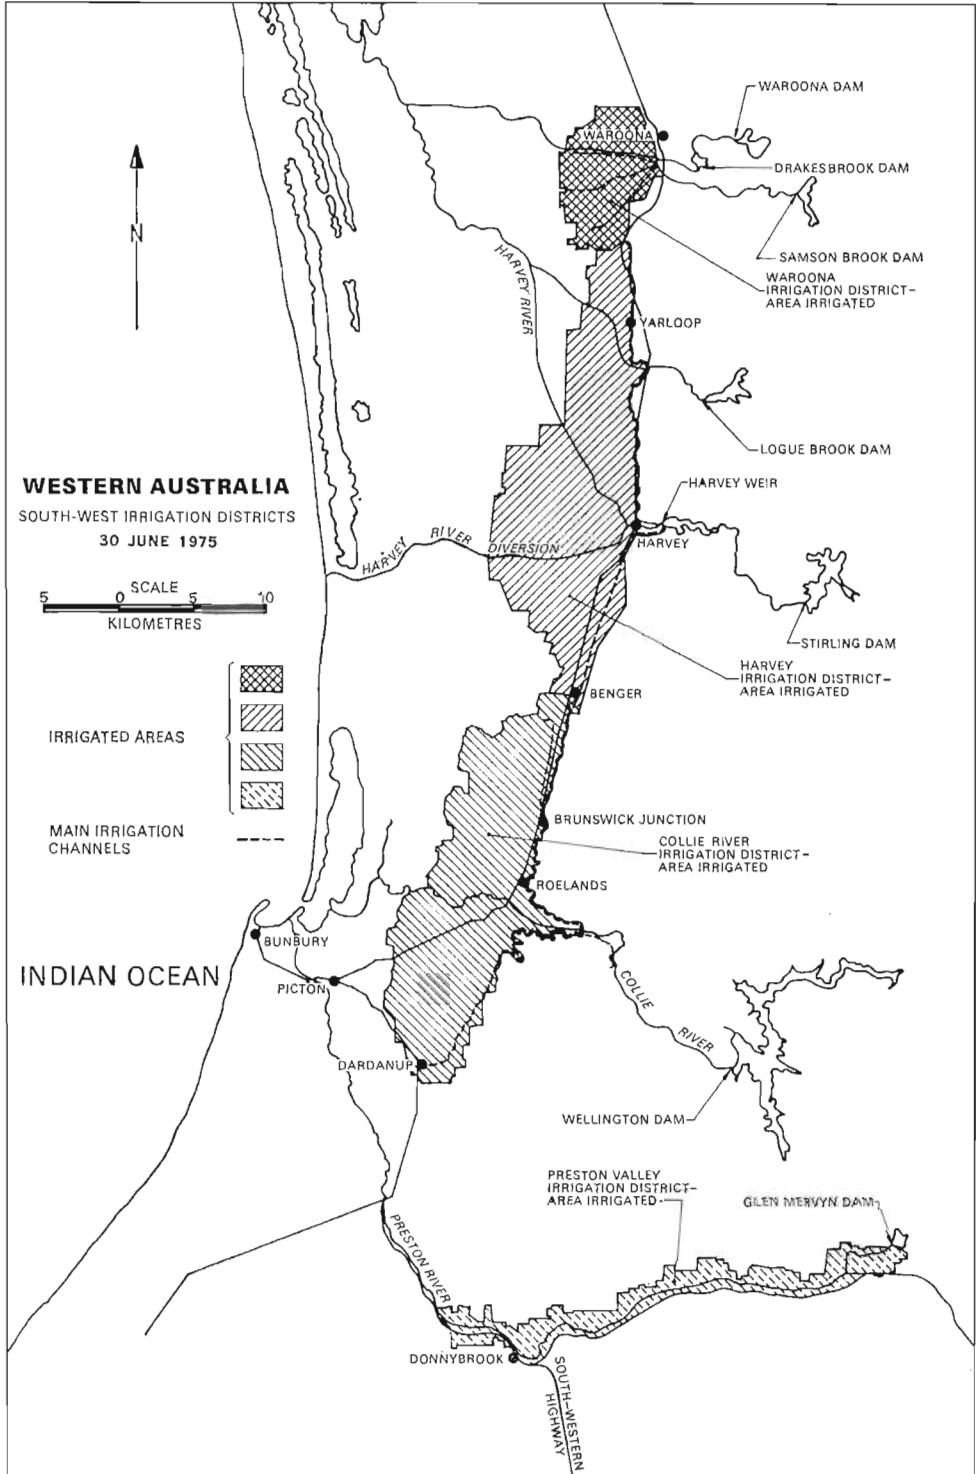 WAROONA DAM
WAROONA
DRAKESBROOK DAM
N
SAMSON BROOK DAM
HARVEY RIVER
WAROONA
IRRIGATION DISTRICT-
AREA IRRIGATED
YARLOOP
LOGUE BROOK DAM
WESTERN AUSTRALIA
SOUTH-WEST IRRIGATION DISTRICTS
30 JUNE 1975
HARVEY WEIR
HARVEY
HARVEY RIVER DIVERSION
SCALE
5 0 5 10
KILOMETRES
STIRLING DAM
HARVEY
IRRIGATION DISTRICT-
AREA IRRIGATED
BENGER
IRRIGATED AREAS
MAIN IRRIGATION
CHANNELS
BRUNSWICK JUNCTION
COLLIE RIVER
IRRIGATION DISTRICT-
AREA IRRIGATED
ROELANDS
BUNBURY
INDIAN OCEAN
PICTON
COLLIE RIVER
DARDANUP
WELLINGTON DAM
PRESTON VALLEY
IRRIGATION DISTRICT-
AREA IRRIGATED
GLEN MERVYN DAM
PRESTON RIVER
DONNYBROOK
SOUTH-WESTERN
HIGHWAY